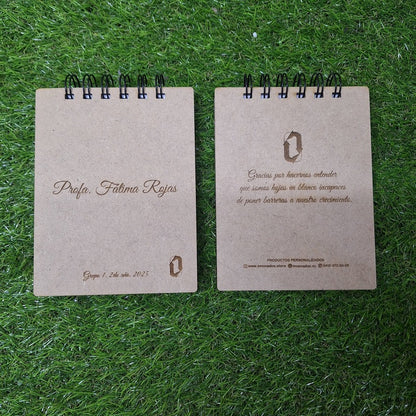 Profa. Fátima Rojas
Grupo 1, 2do año, 2023
Gracias por hacernos entender
que somos hojas en blanco incapaces
de poner barreras a nuestro crecimiento.
PRODUCTOS PERSONALIZADOS